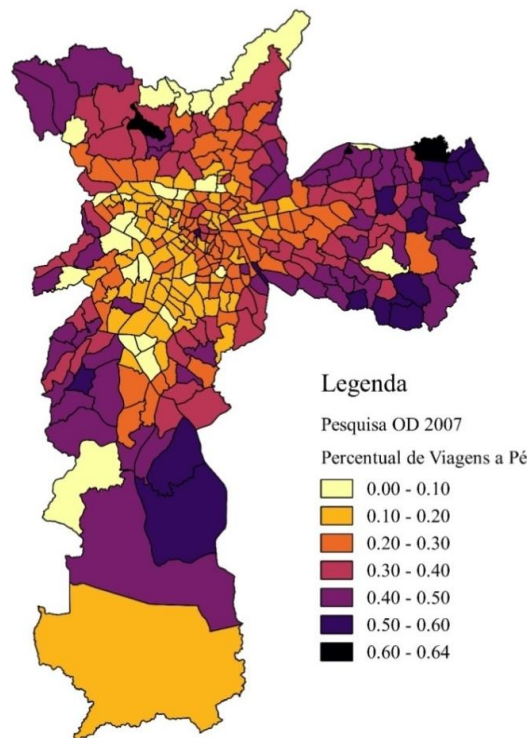 Legenda
Pesquisa OD 2007
Percentual de Viagens a Pé
0.00 - 0.10
0.10 - 0.20
0.20 - 0.30
0.30 - 0.40
0.40 - 0.50
0.50 - 0.60
0.60 - 0.64